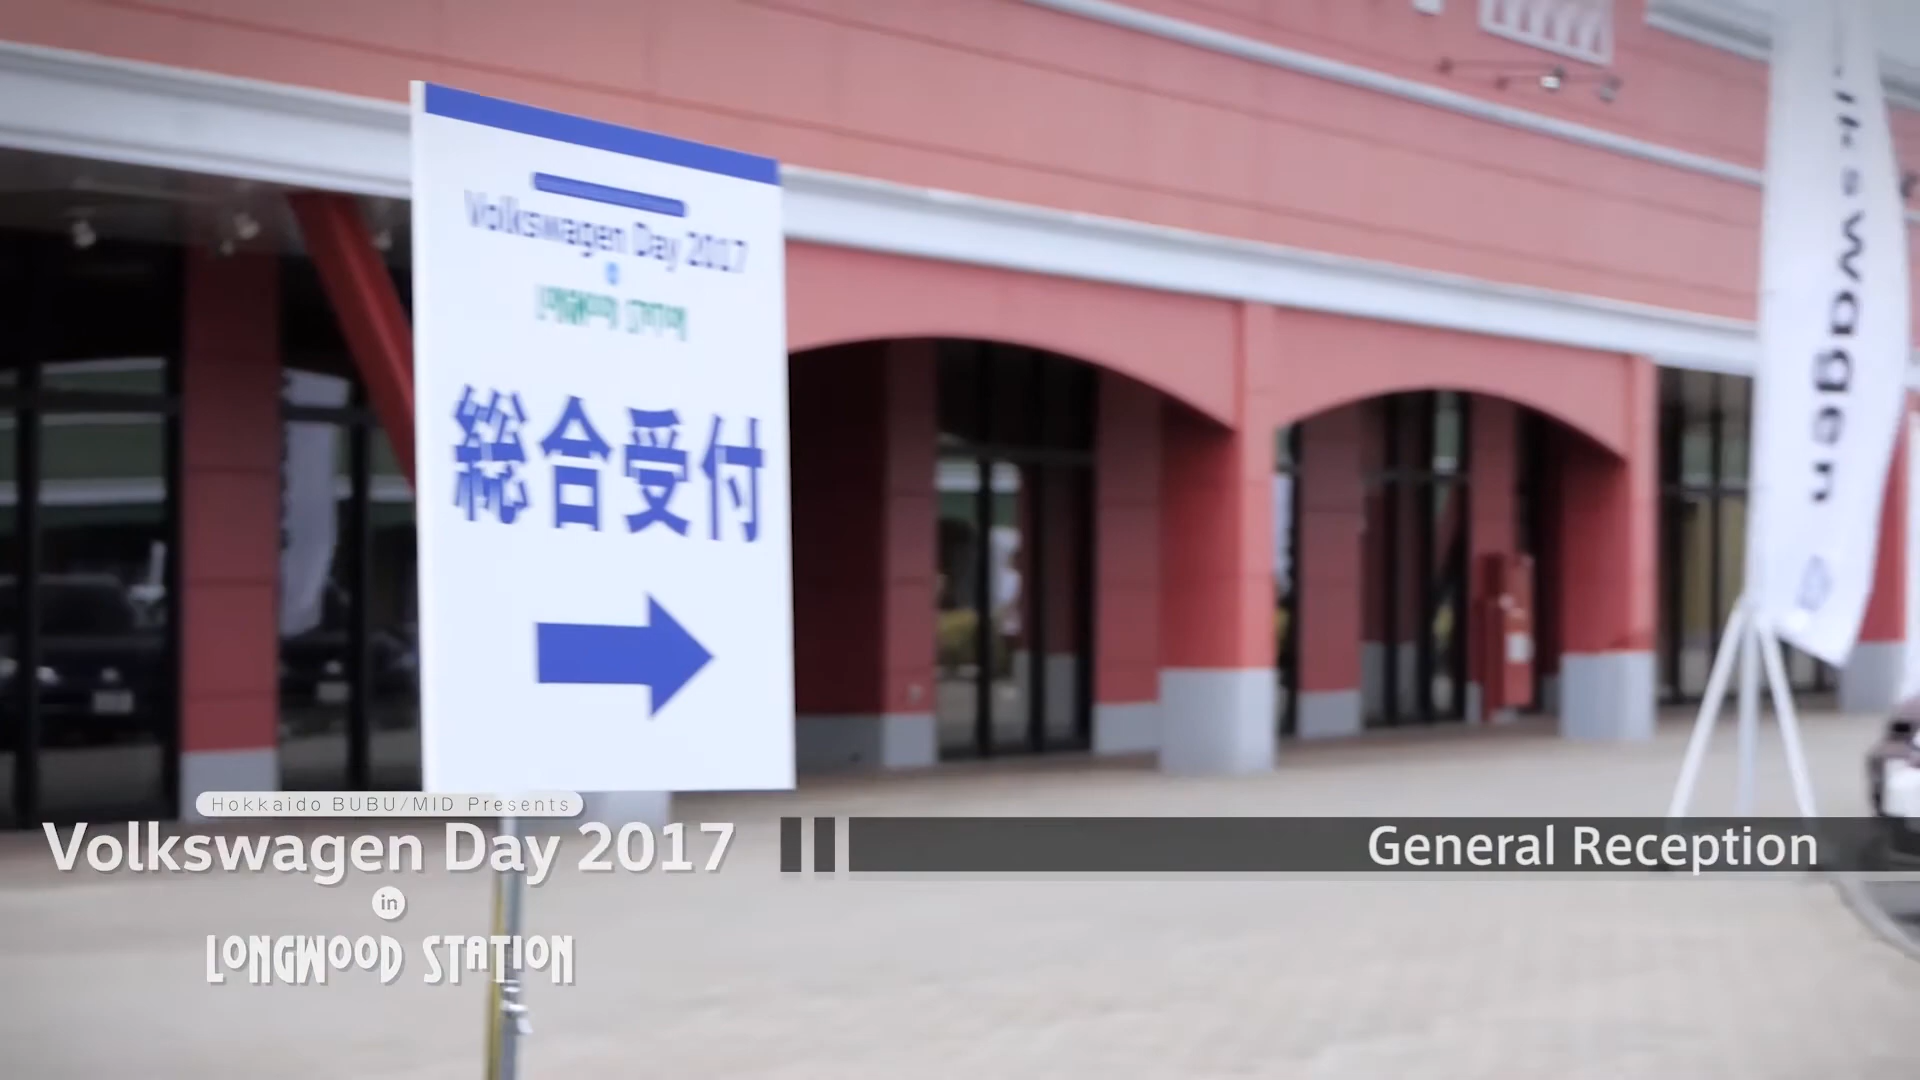 Volkswagen Day 2017
総合受付
Volkswagen
Hokkaido BUBU/MID Presents
Volkswagen Day 2017
in
LONGWOOD STATION
General Reception